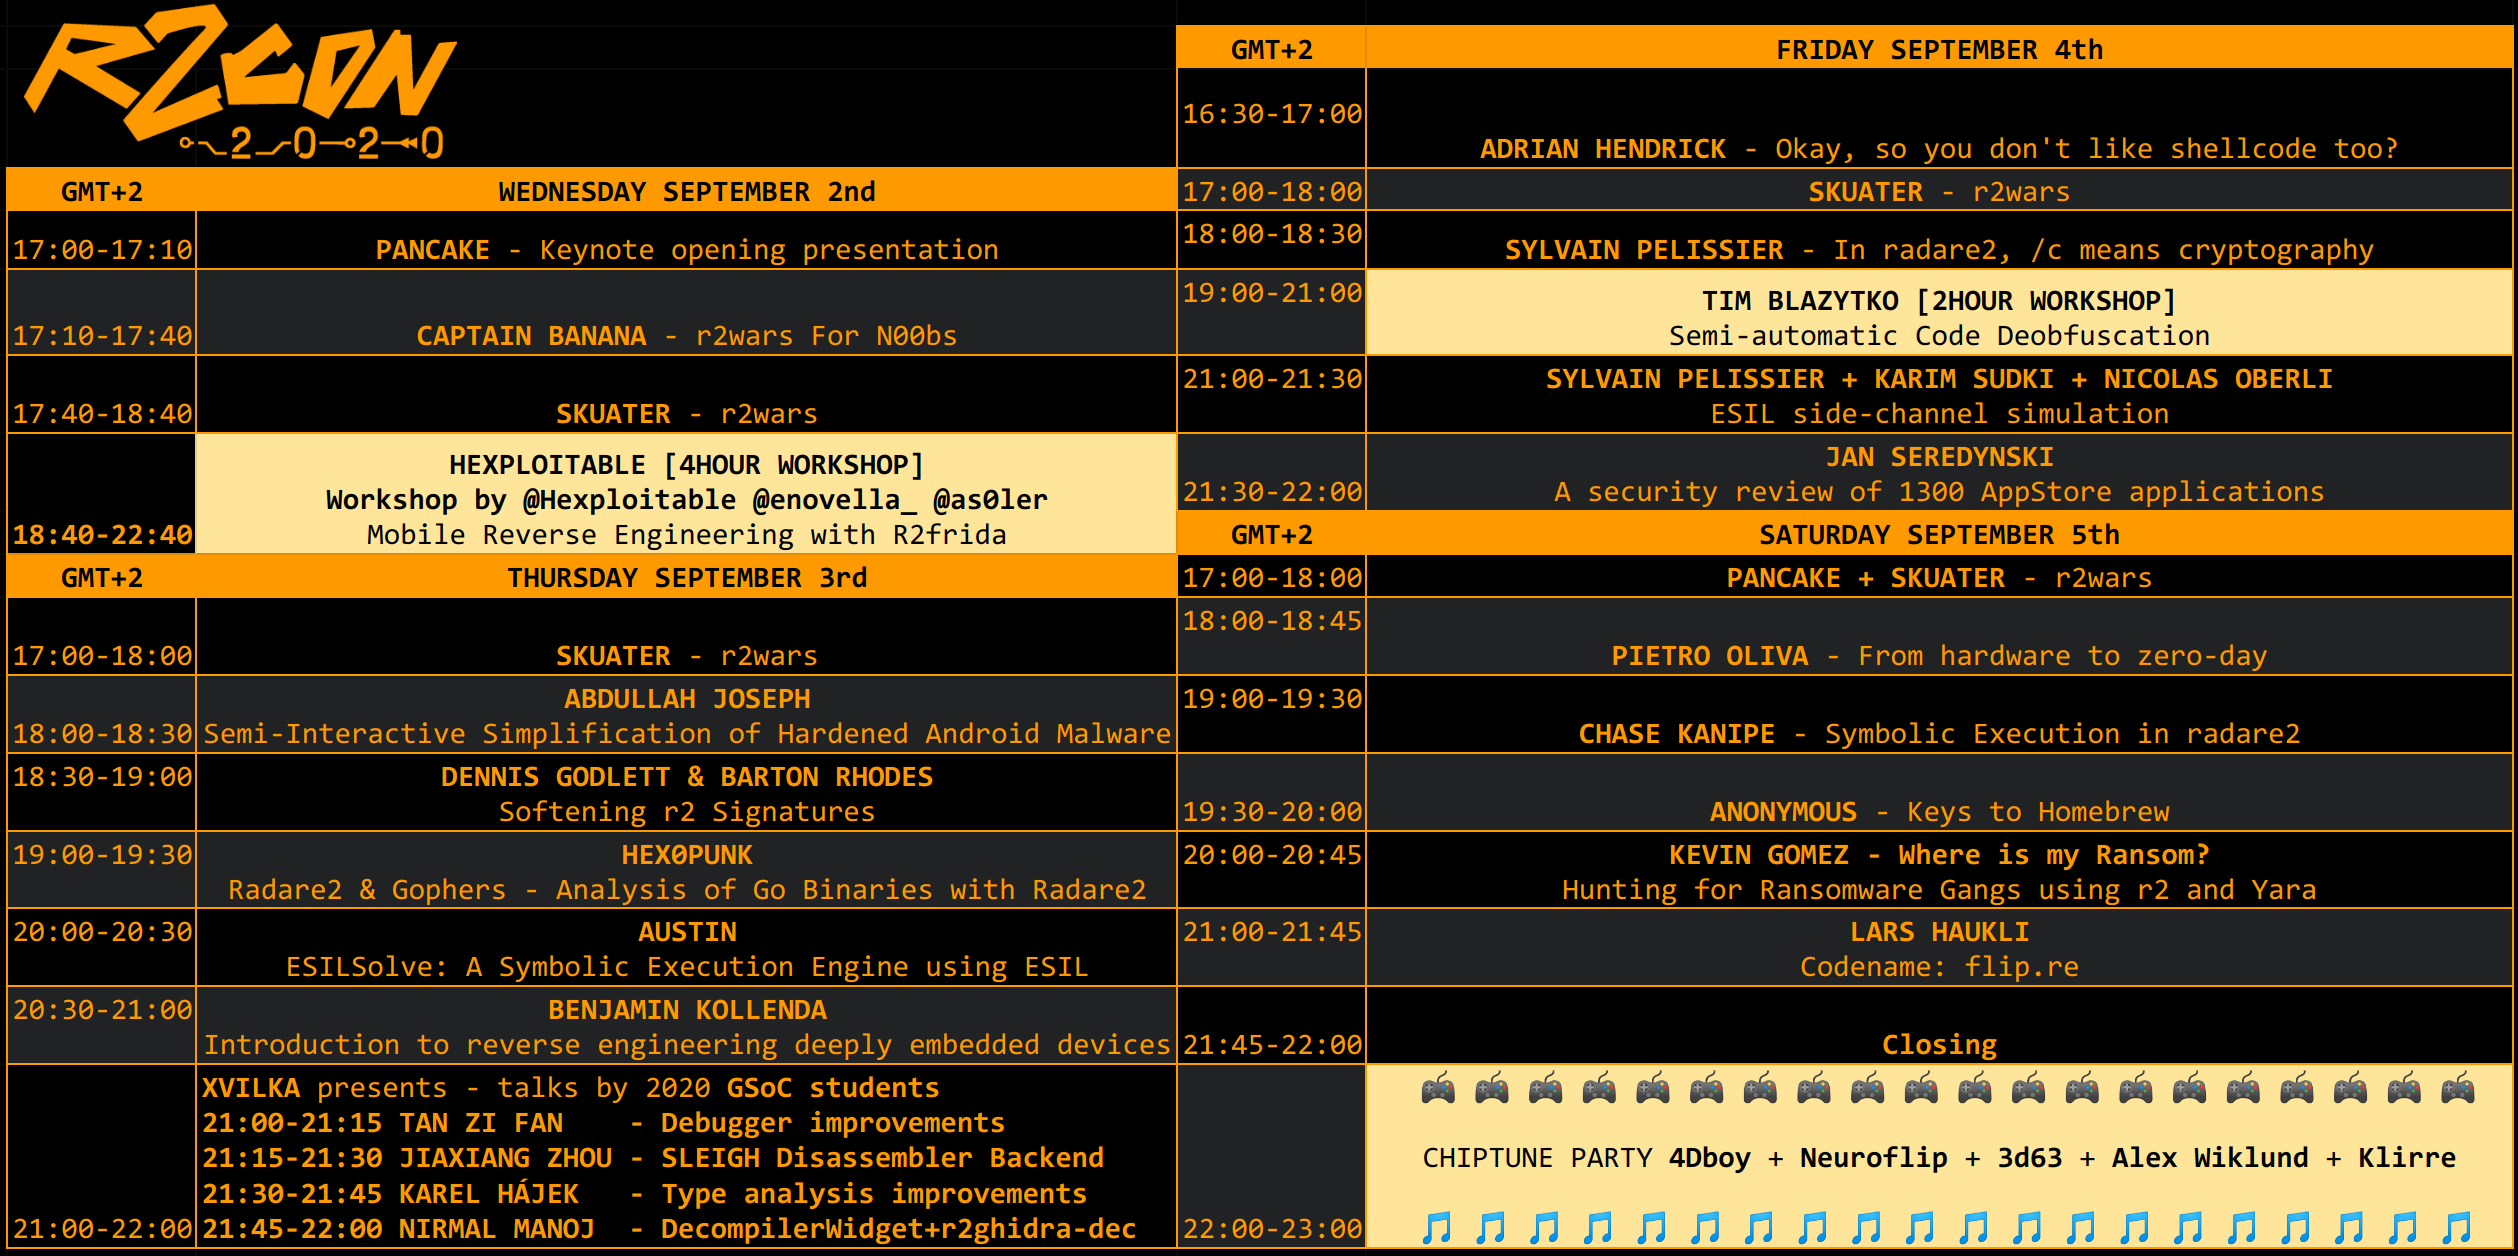 R2CON
2020
GMT+2 WEDNESDAY SEPTEMBER 2nd
17:00-17:10 PANCAKE - Keynote opening presentation
17:10-17:40 CAPTAIN BANANA - r2wars For N00bs
17:40-18:40 SKUATER - r2wars
HEXPLOITABLE [4HOUR WORKSHOP]
Workshop by @Hexploitable @enovella_ @as0ler
18:40-22:40 Mobile Reverse Engineering with R2frida
GMT+2 THURSDAY SEPTEMBER 3rd
17:00-18:00 SKUATER - r2wars
ABDULLAH JOSEPH
18:00-18:30 Semi-Interactive Simplification of Hardened Android Malware
18:30-19:00 DENNIS GODLETT & BARTON RHODES
Softening r2 Signatures
19:00-19:30 HEX0PUNK
Radare2 & Gophers - Analysis of Go Binaries with Radare2
20:00-20:30 AUSTIN
ESILSolve: A Symbolic Execution Engine using ESIL
20:30-21:00 BENJAMIN KOLLENDA
Introduction to reverse engineering deeply embedded devices
XVILKA presents - talks by 2020 GSoC students
21:00-21:15 TAN ZI FAN - Debugger improvements
21:15-21:30 JIAXIANG ZHOU - SLEIGH Disassembler Backend
21:30-21:45 KAREL HÁJEK - Type analysis improvements
21:00-22:00 21:45-22:00 NIRMAL MANOJ - DecompilerWidget+r2ghidra-dec
GMT+2 FRIDAY SEPTEMBER 4th
16:30-17:00
ADRIAN HENDRICK - Okay, so you don't like shellcode too?
17:00-18:00 SKUATER - r2wars
18:00-18:30
SYLVAIN PELISSIER - In radare2, /c means cryptography
19:00-21:00 TIM BLAZYTKO [2HOUR WORKSHOP]
Semi-automatic Code Deobfuscation
21:00-21:30 SYLVAIN PELISSIER + KARIM SUDKI + NICOLAS OBERLI
ESIL side-channel simulation
JAN SEREDYNSKI
21:30-22:00 A security review of 1300 AppStore applications
GMT+2 SATURDAY SEPTEMBER 5th
17:00-18:00 PANCAKE + SKUATER - r2wars
18:00-18:45
PIETRO OLIVA - From hardware to zero-day
19:00-19:30
CHASE KANIPE - Symbolic Execution in radare2
19:30-20:00 ANONYMOUS - Keys to Homebrew
20:00-20:45 KEVIN GOMEZ - Where is my Ransom?
Hunting for Ransomware Gangs using r2 and Yara
21:00-21:45 LARS HAUKLI
Codename: flip.re
21:45-22:00 Closing
CHIPTUNE PARTY 4Dboy + Neuroflip + 3d63 + Alex Wiklund + Klirre
22:00-23:00